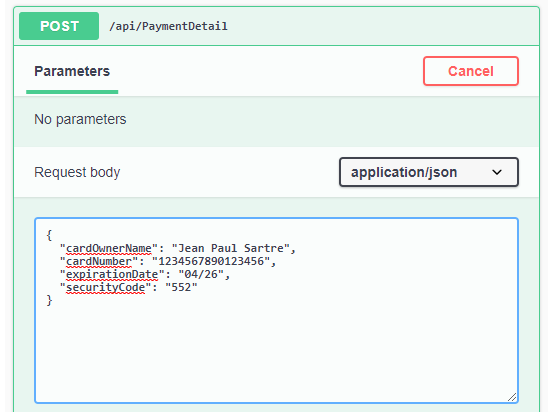 POST /api/PaymentDetail
Parameters Cancel
No parameters
Request body application/json
{
  "cardOwnerName": "Jean Paul Sartre",
  "cardNumber": "1234567890123456",
  "expirationDate": "04/26",
  "securityCode": "552"
}